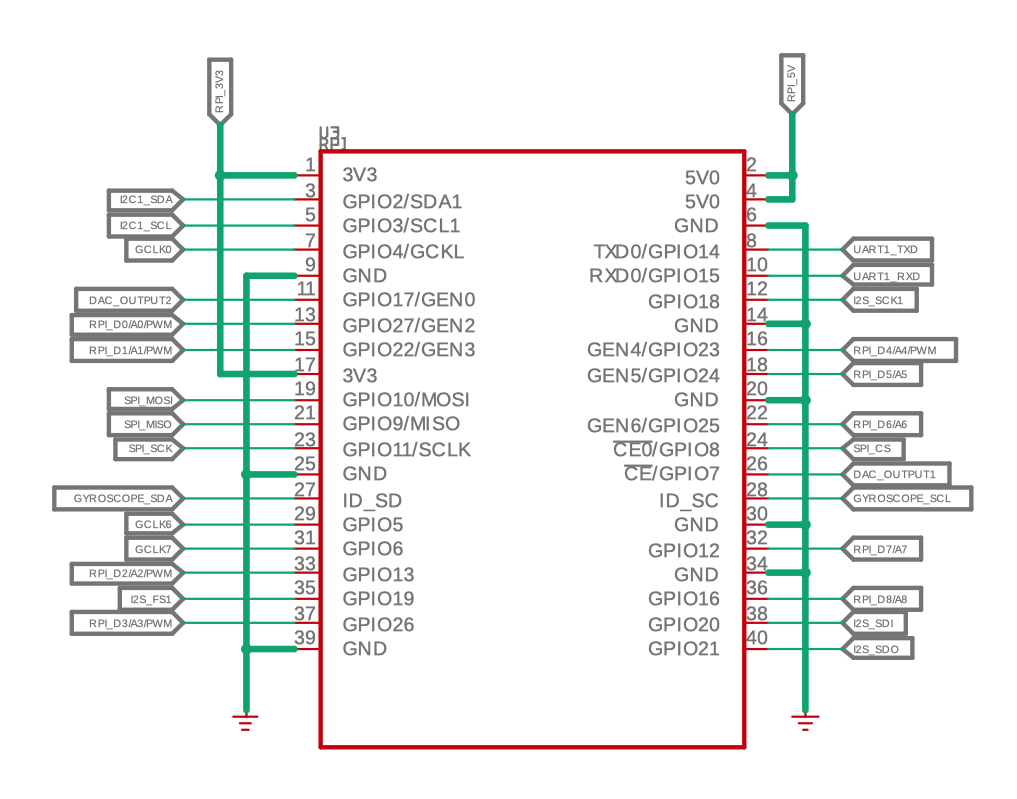 RPI_3V3
RPI_5V
U3
RP1
1 3V3 5V0 2
I2C1_SDA 3 GPIO2/SDA1 5V0 4
I2C1_SCL 5 GPIO3/SCL1 GND 6
GCLK0 7 GPIO4/GCKL TXD0/GPIO14 8 UART1_TXD
9 GND RXD0/GPIO15 10 UART1_RXD
DAC_OUTPUT2 11 GPIO17/GEN0 GPIO18 12 I2S_SCK1
RPI_D0/A0/PWM 13 GPIO27/GEN2 GND 14
RPI_D1/A1/PWM 15 GPIO22/GEN3 GEN4/GPIO23 16 RPI_D4/A4/PWM
17 3V3 GEN5/GPIO24 18 RPI_D5/A5
SPI_MOSI 19 GPIO10/MOSI GND 20
SPI_MISO 21 GPIO9/MISO GEN6/GPIO25 22 RPI_D6/A6
SPI_SCK 23 GPIO11/SCLK CE0/GPIO8 24 SPI_CS
25 GND CE/GPIO7 26 DAC_OUTPUT1
GYROSCOPE_SDA 27 ID_SD ID_SC 28 GYROSCOPE_SCL
GCLK6 29 GPIO5 GND 30
GCLK7 31 GPIO6 GPIO12 32 RPI_D7/A7
RPI_D2/A2/PWM 33 GPIO13 GND 34
I2S_FS1 35 GPIO19 GPIO16 36 RPI_D8/A8
RPI_D3/A3/PWM 37 GPIO26 GPIO20 38 I2S_SDI
39 GND GPIO21 40 I2S_SDO